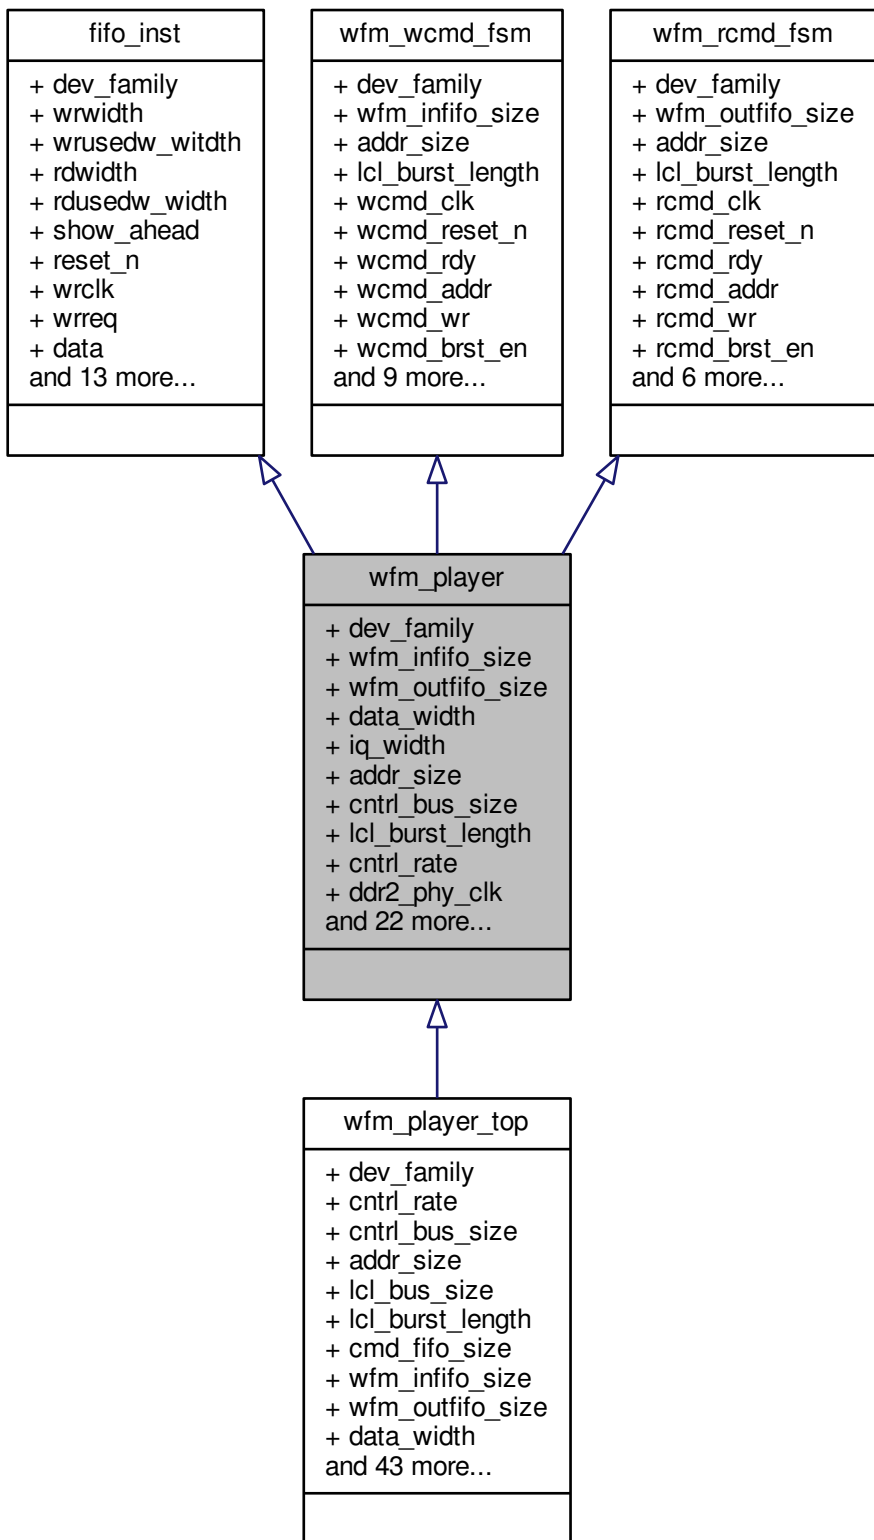 fifo_inst
+ dev_family
+ wrwidth
+ wrusedw_witdth
+ rdwidth
+ rdusedw_width
+ show_ahead
+ reset_n
+ wrclk
+ wrreq
+ data
and 13 more...
wfm_wcmd_fsm
+ dev_family
+ wfm_infifo_size
+ addr_size
+ lcl_burst_length
+ wcmd_clk
+ wcmd_reset_n
+ wcmd_rdy
+ wcmd_addr
+ wcmd_wr
+ wcmd_brst_en
and 9 more...
wfm_rcmd_fsm
+ dev_family
+ wfm_outfifo_size
+ addr_size
+ lcl_burst_length
+ rcmd_clk
+ rcmd_reset_n
+ rcmd_rdy
+ rcmd_addr
+ rcmd_wr
+ rcmd_brst_en
and 6 more...
wfm_player
+ dev_family
+ wfm_infifo_size
+ wfm_outfifo_size
+ data_width
+ iq_width
+ addr_size
+ cntrl_bus_size
+ lcl_burst_length
+ cntrl_rate
+ ddr2_phy_clk
and 22 more...
wfm_player_top
+ dev_family
+ cntrl_rate
+ cntrl_bus_size
+ addr_size
+ lcl_bus_size
+ lcl_burst_length
+ cmd_fifo_size
+ wfm_infifo_size
+ wfm_outfifo_size
+ data_width
and 43 more...